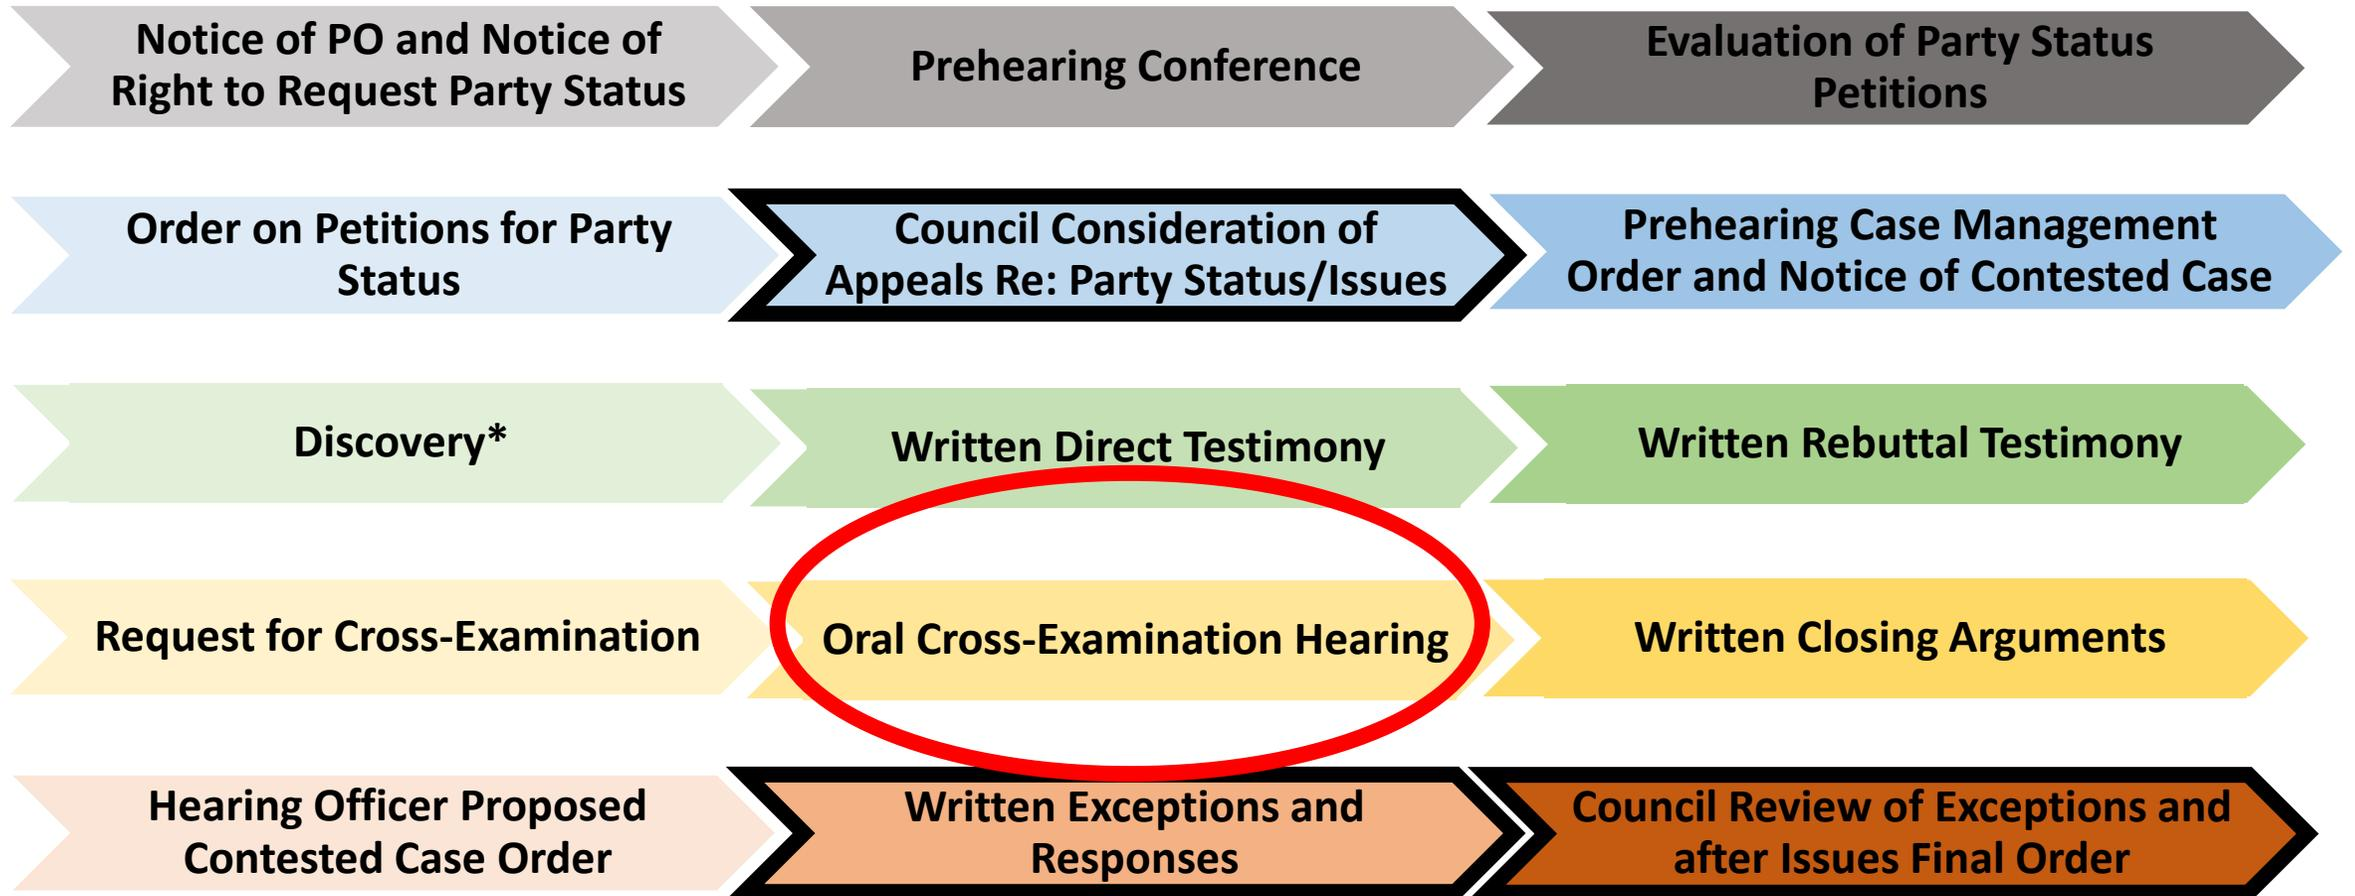 Notice of PO and Notice of
Right to Request Party Status
Prehearing Conference
Evaluation of Party Status
Petitions
Order on Petitions for Party
Status
Council Consideration of
Appeals Re: Party Status/Issues
Prehearing Case Management
Order and Notice of Contested Case
Discovery*
Written Direct Testimony
Written Rebuttal Testimony
Request for Cross-Examination
Oral Cross-Examination Hearing
Written Closing Arguments
Hearing Officer Proposed
Contested Case Order
Written Exceptions and
Responses
Council Review of Exceptions and
after Issues Final Order